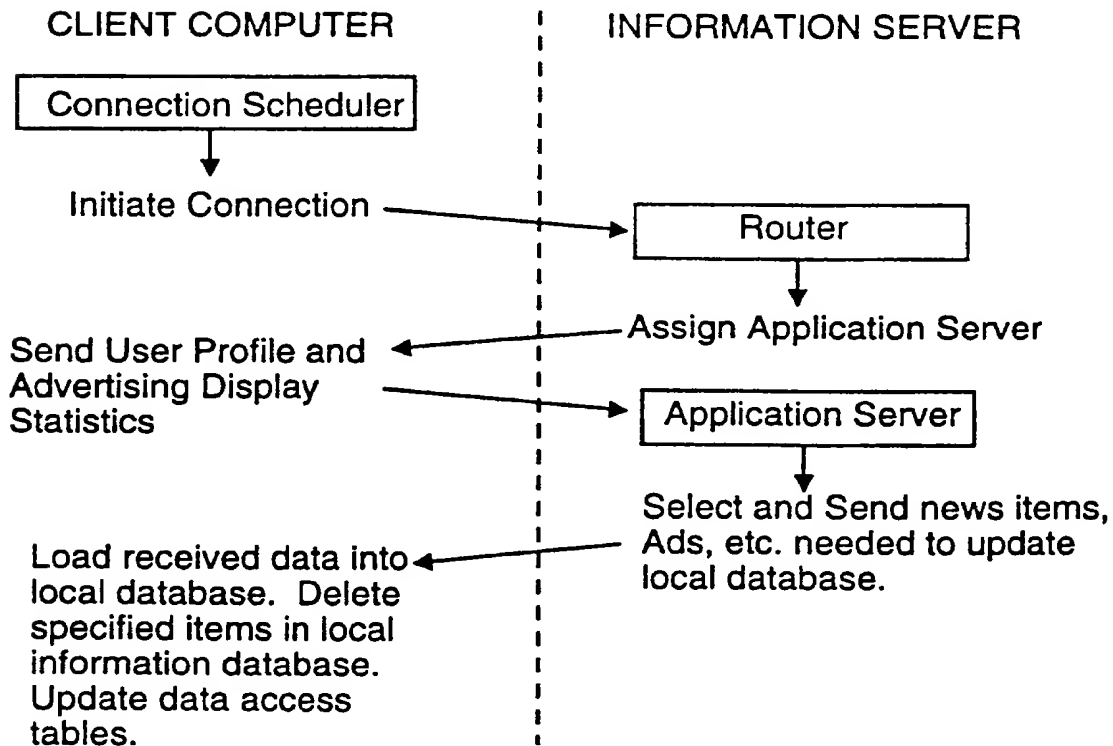 CLIENT COMPUTER
INFORMATION SERVER
Connection Scheduler
Initiate Connection
Router
Assign Application Server
Send User Profile and
Advertising Display
Statistics
Application Server
Select and Send news items,
Ads, etc. needed to update
local database.
Load received data into
local database. Delete
specified items in local
information database.
Update data access
tables.